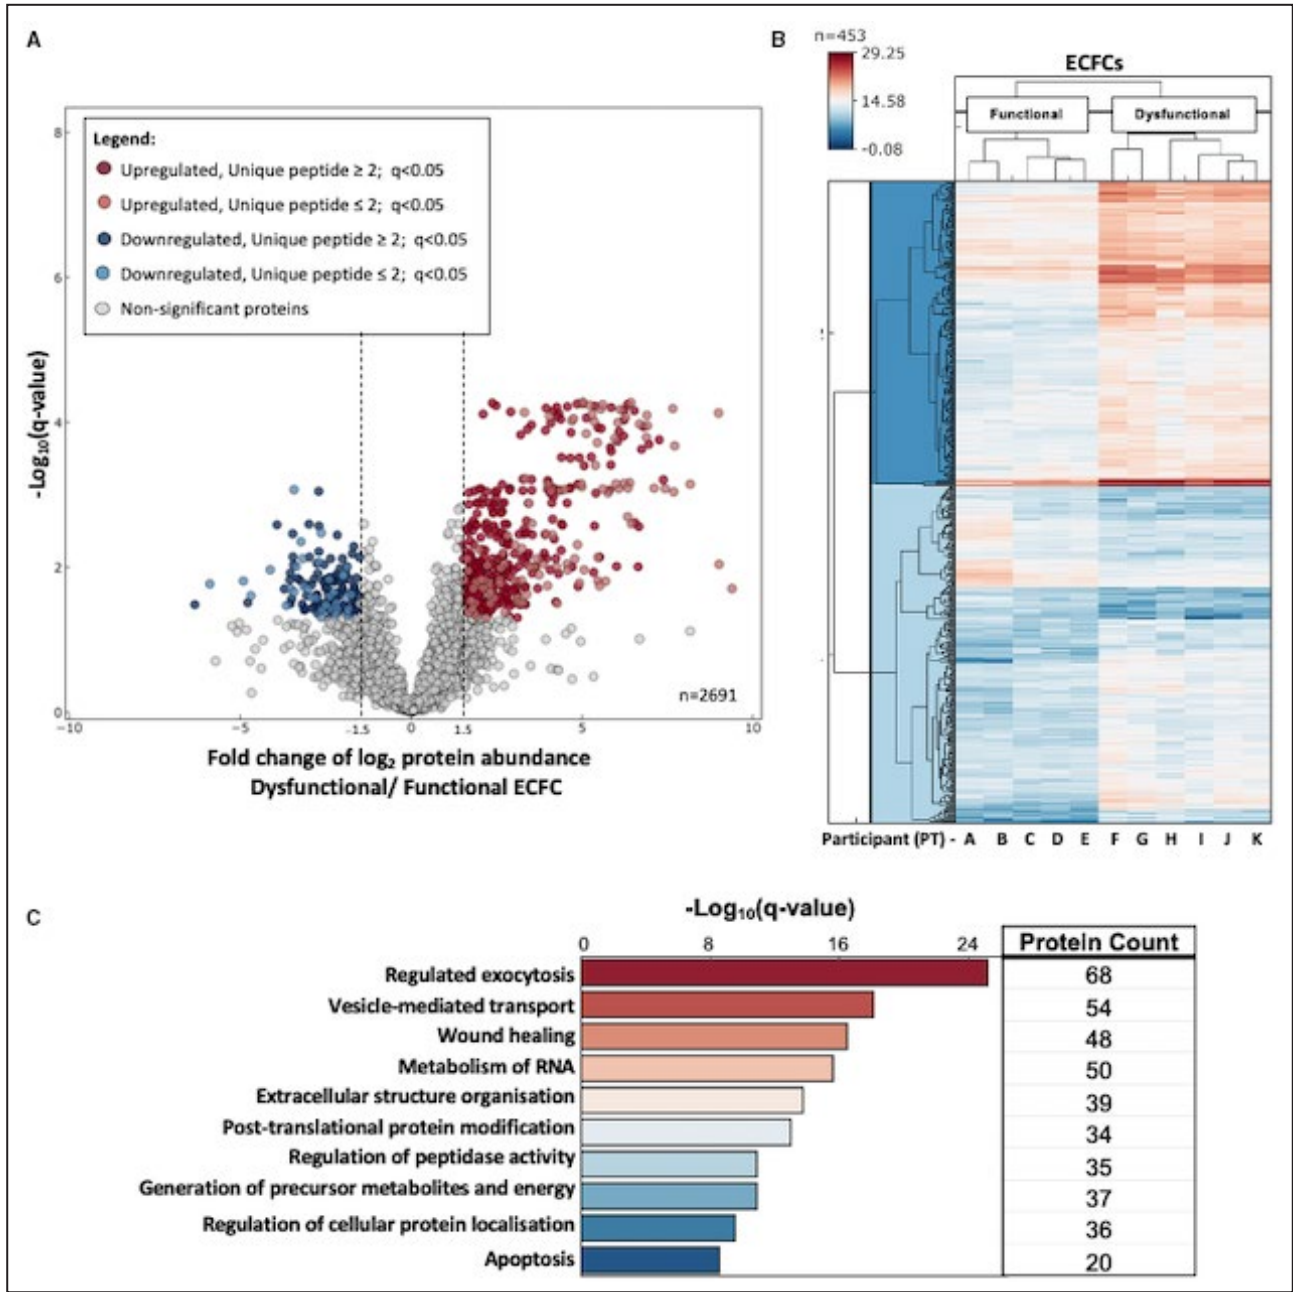 A
Legend:
Upregulated, Unique peptide ≥ 2; q<0.05
Upregulated, Unique peptide ≤ 2; q<0.05
Downregulated, Unique peptide ≥ 2; q<0.05
Downregulated, Unique peptide ≤ 2; q<0.05
Non-significant proteins
8
6
4
2
0
-Log₁₀(q-value)
n=2691
−10
−5
-1.5
0
1.5
5
10
Fold change of log₂ protein abundance
Dysfunctional/ Functional ECFC
B
n=453
29.25
14.58
-0.08
ECFCs
Functional
Dysfunctional
Participant (PT) - A B C D E F G H I J K
C
-Log₁₀(q-value)
0 8 16 24
Protein Count
Regulated exocytosis 68
Vesicle-mediated transport 54
Wound healing 48
Metabolism of RNA 50
Extracellular structure organisation 39
Post-translational protein modification 34
Regulation of peptidase activity 35
Generation of precursor metabolites and energy 37
Regulation of cellular protein localisation 36
Apoptosis 20